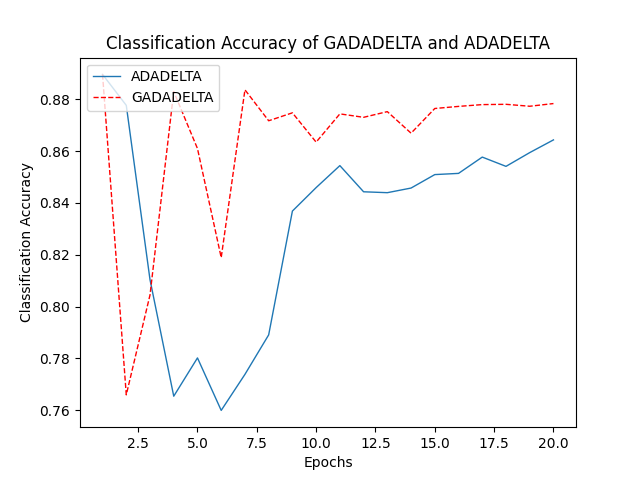 Classification Accuracy of GADADELTA and ADADELTA
ADADELTA
GADADELTA
Classification Accuracy
0.88
0.86
0.84
0.82
0.80
0.78
0.76
2.5 5.0 7.5 10.0 12.5 15.0 17.5 20.0
Epochs